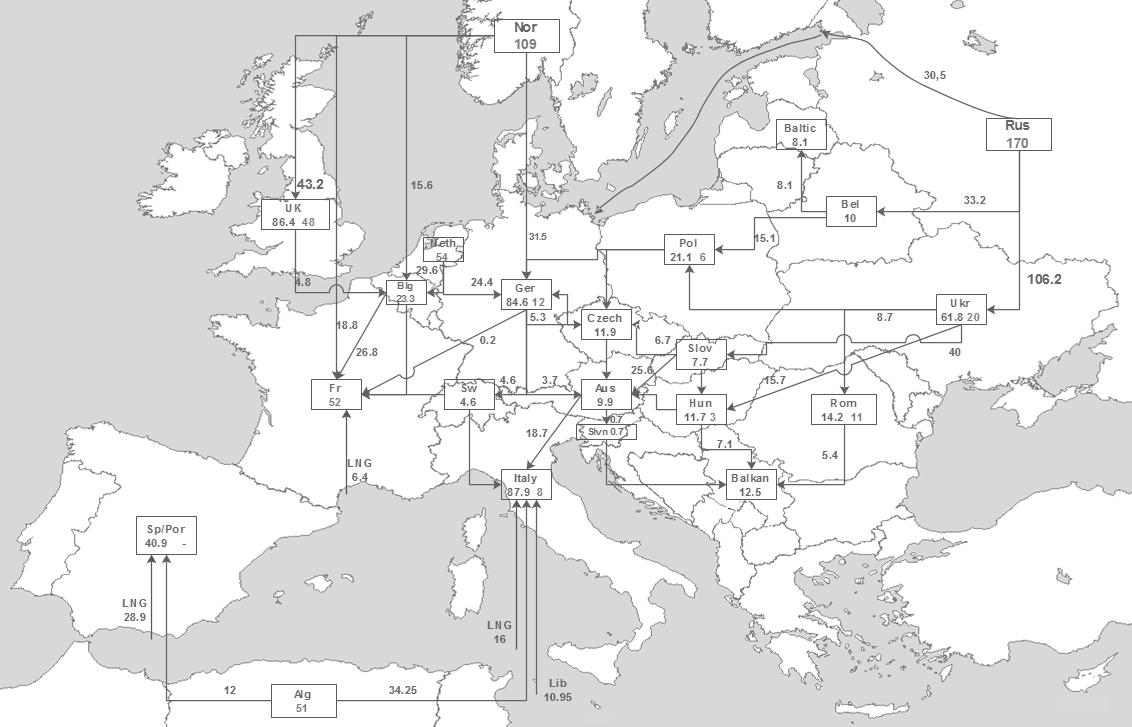 Nor
109
30,5
Rus
170
Baltic
8.1
8.1
43.2
15.6
33.2
UK
86.4 48
Bel
10
31.5
15.1
Neth
54
Pol
21.1 6
29.6
106.2
4.8
24.4
Blg
23.3
Ger
84.6 12
Ukr
61.8 20
5.3
Czech
11.9
8.7
18.8
0.2
6.7
26.8
Slov
7.7
40
25.6
4.6
3.7
15.7
Fr
52
Sw
4.6
Aus
9.9
Hun
11.7 3
Rom
14.2 11
0.7
Slvn 0.7
18.7
7.1
5.4
LNG
6.4
Italy
87.9 8
Balkan
12.5
Sp/Por
40.9 -
LNG
28.9
LNG
16
Lib
10.95
12
Alg
51
34.25